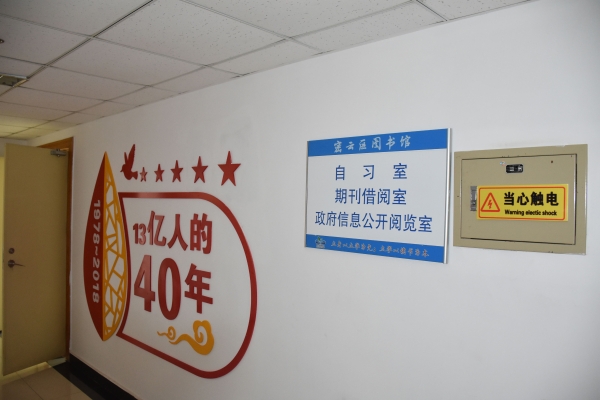 1978-2018
13亿人的
40年
密云区图书馆
自习室
期刊借阅室
政府信息公开阅览室
当心触电
Warning electic shock